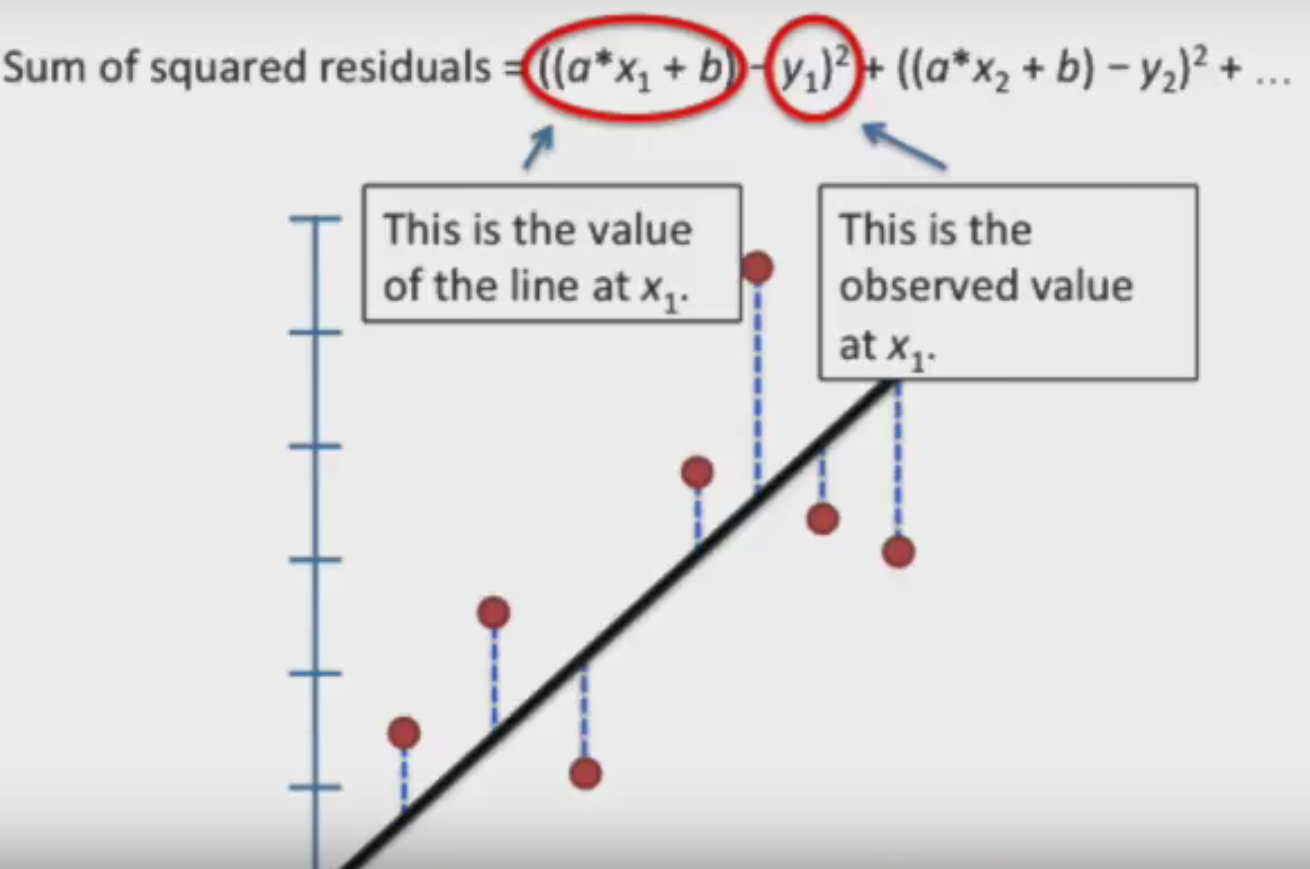 Sum of squared residuals = ((a*x₁ + b) – y₁)² + ((a*x₂ + b) – y₂)² + ...
This is the value
of the line at x₁.
This is the
observed value
at x₁.